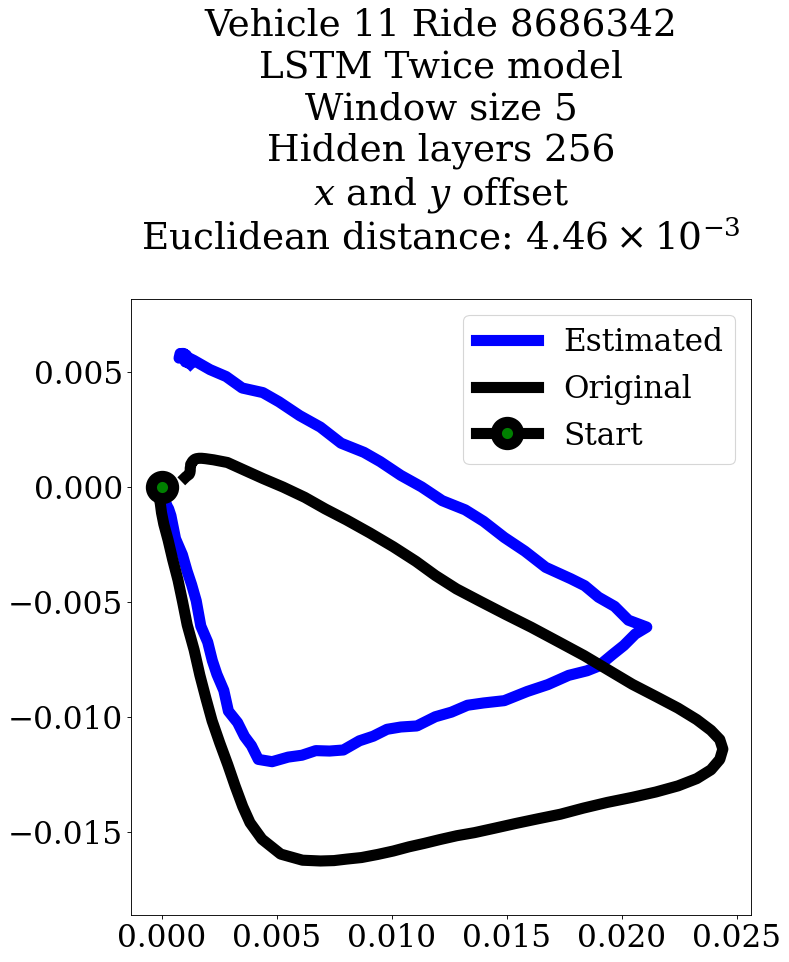 Vehicle 11 Ride 8686342
LSTM Twice model
Window size 5
Hidden layers 256
x and y offset
Euclidean distance: 4.46 × 10⁻³
Estimated
Original
Start
0.005
0.000
−0.005
−0.010
−0.015
0.000 0.005 0.010 0.015 0.020 0.025